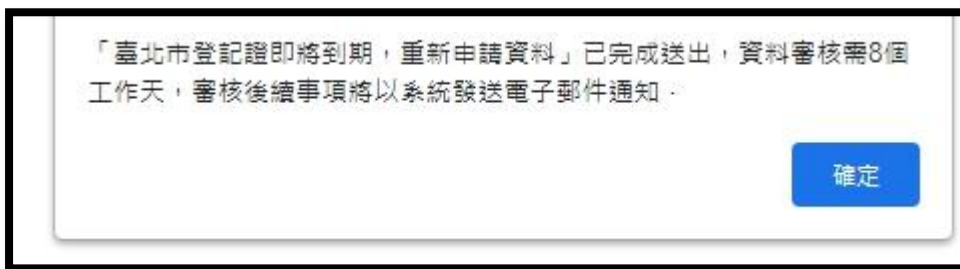 「臺北市登記證即將到期，重新申請資料」已完成送出，資料審核需8個
工作天，審核後續事項將以系統發送電子郵件通知．
確定